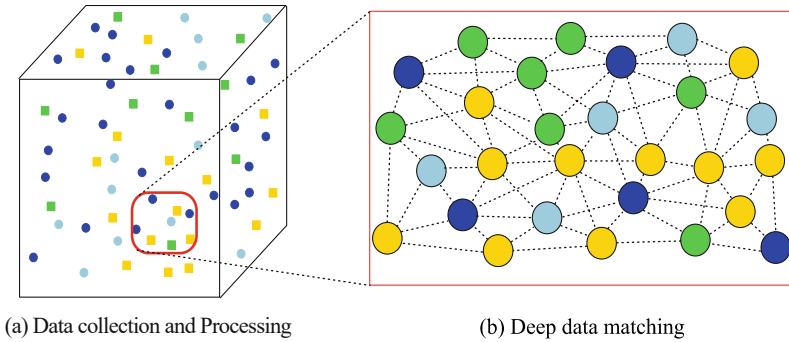 (a) Data collection and Processing
(b) Deep data matching